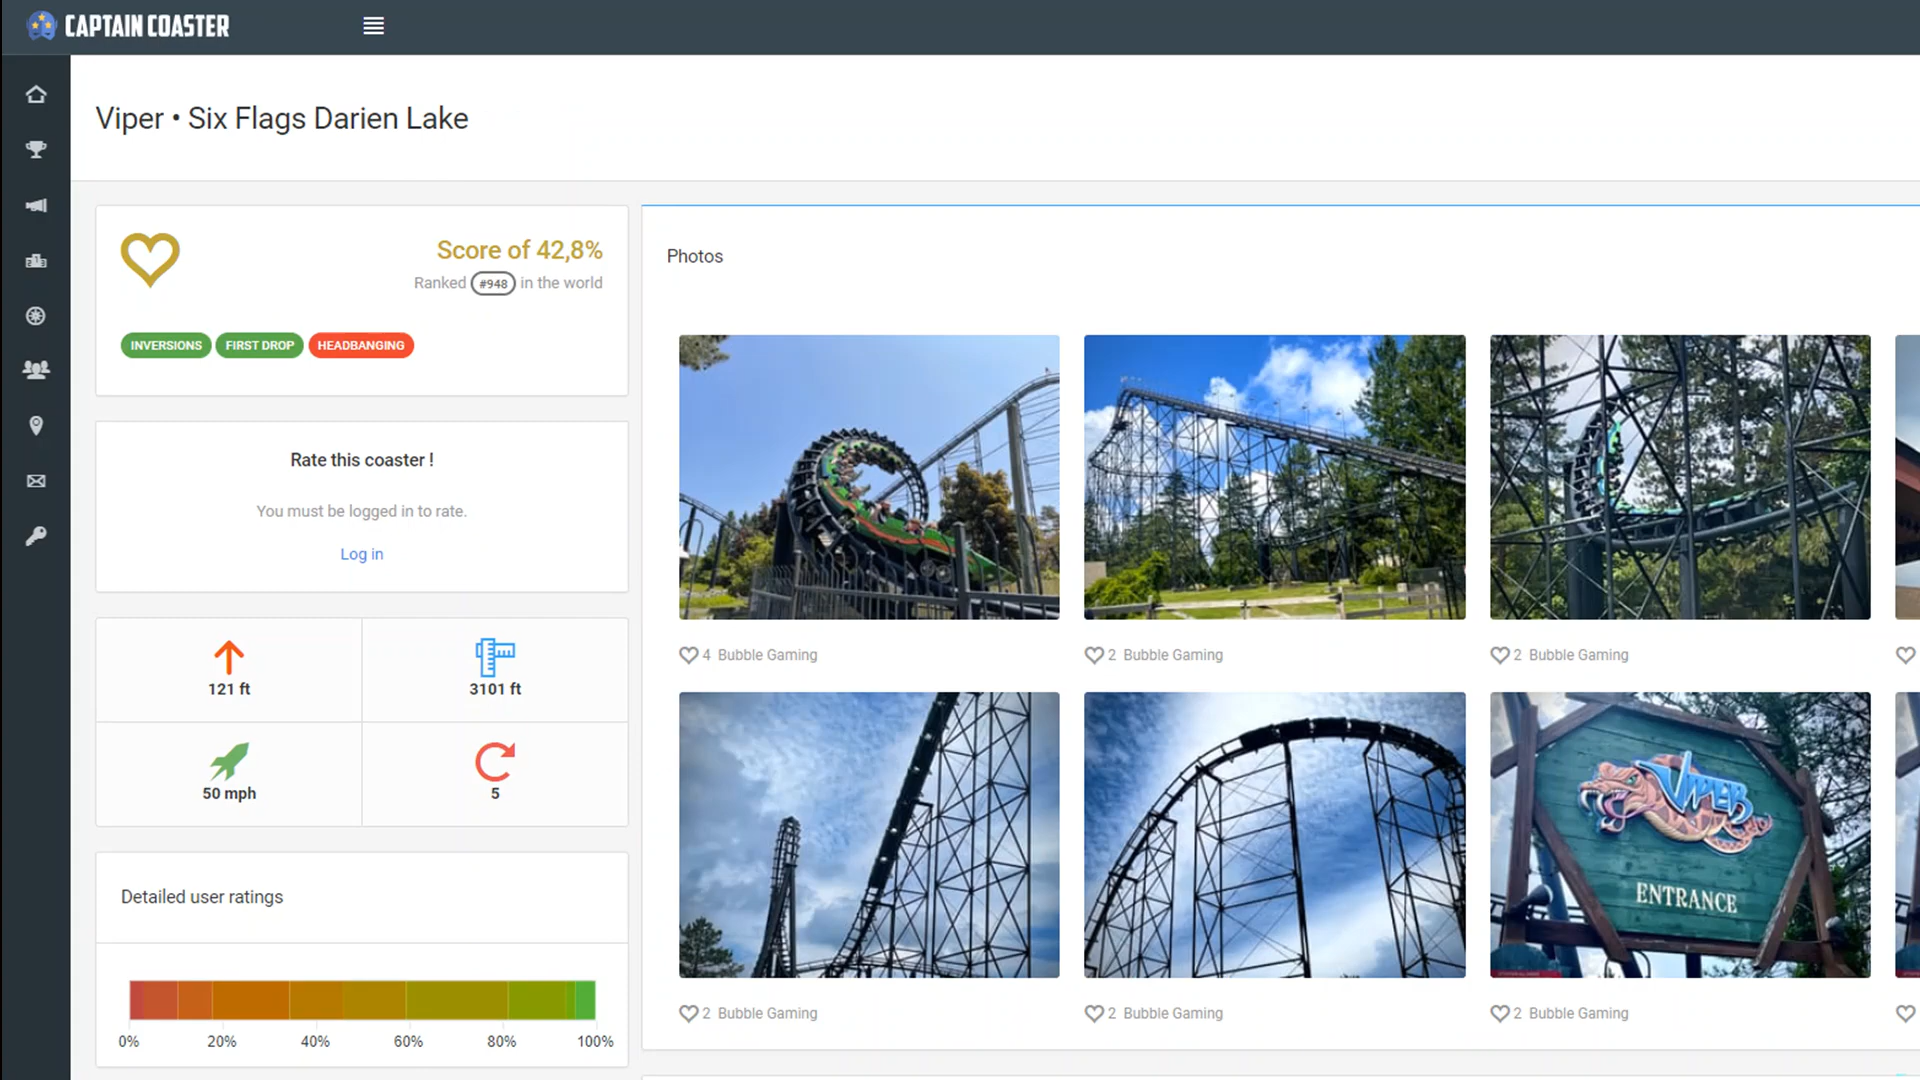 CAPTAIN COASTER
Viper • Six Flags Darien Lake
Score of 42,8%
Ranked #948 in the world
INVERSIONS FIRST DROP HEADBANGING
Rate this coaster !
You must be logged in to rate.
Log in
121 ft
3101 ft
50 mph
5
Detailed user ratings
0% 20% 40% 60% 80% 100%
Photos
4 Bubble Gaming
2 Bubble Gaming
2 Bubble Gaming
VIPER
ENTRANCE
2 Bubble Gaming
2 Bubble Gaming
2 Bubble Gaming